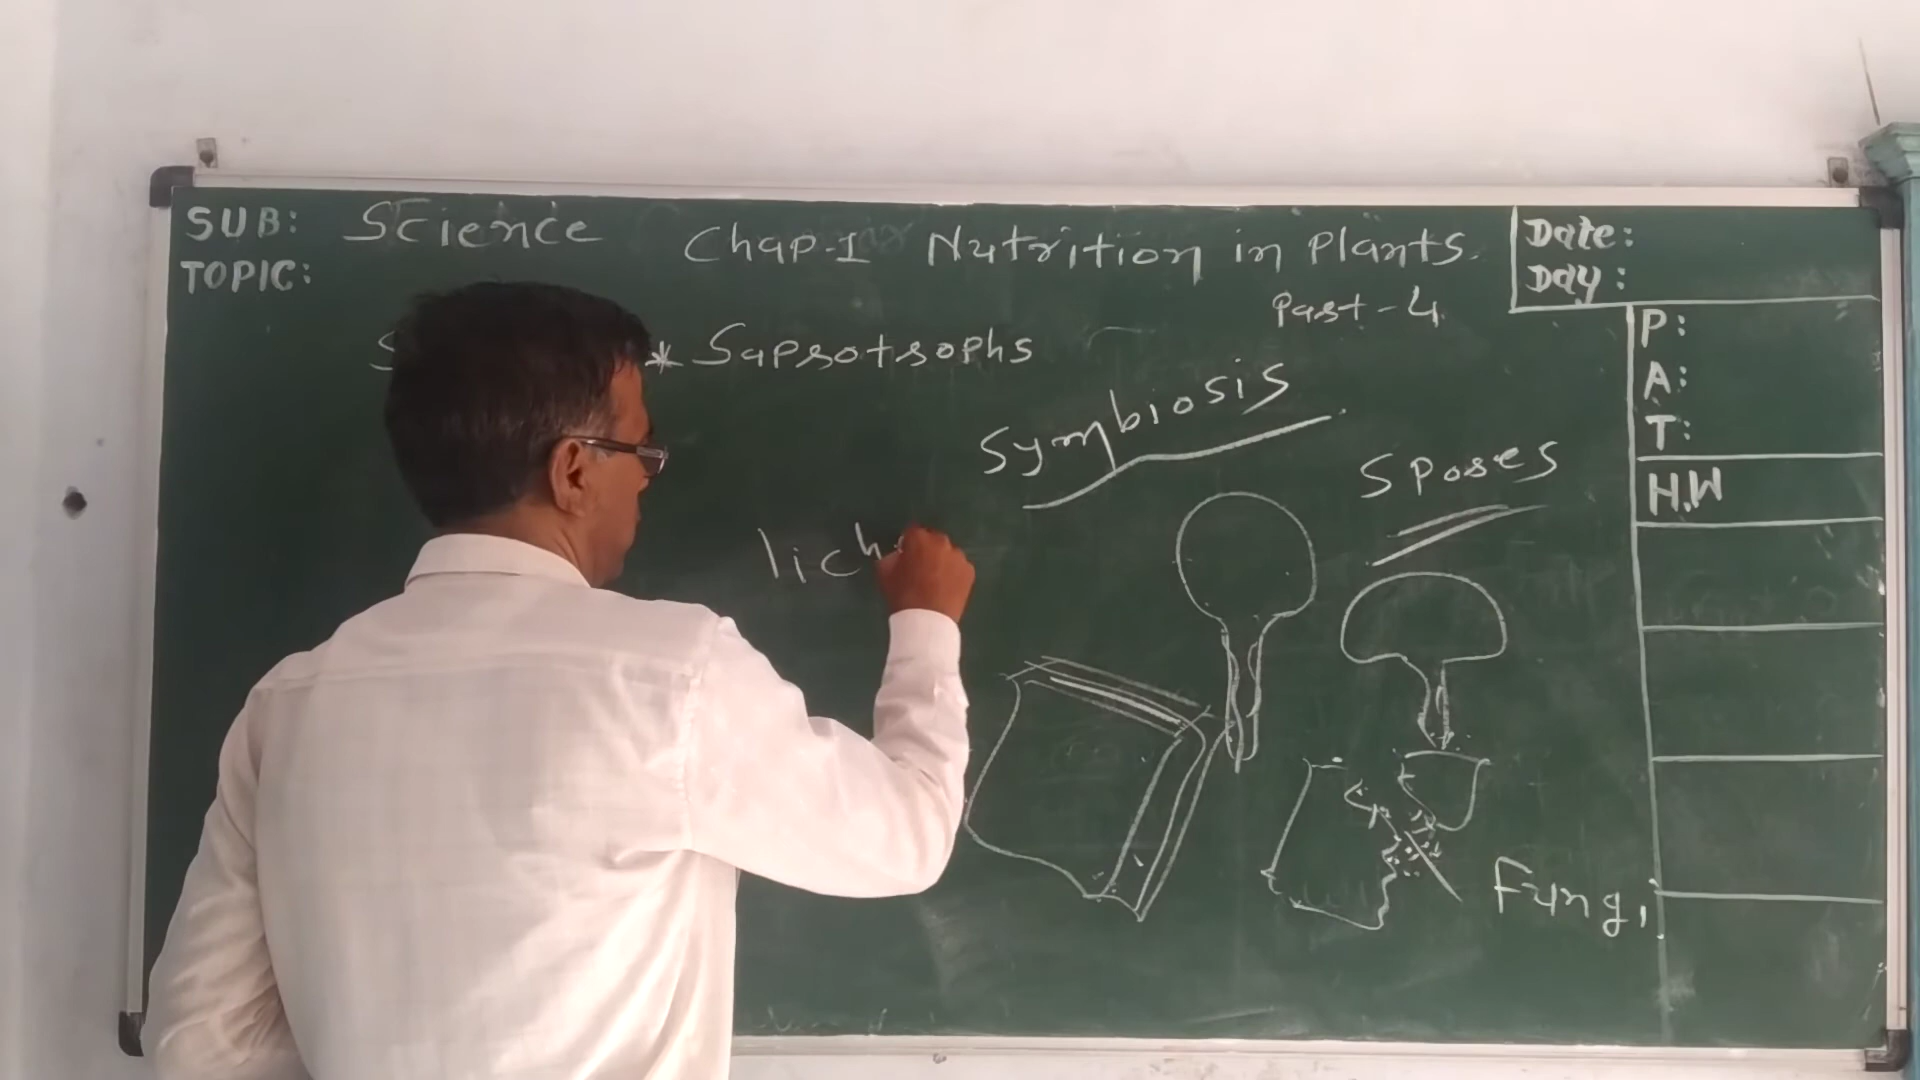 SUB: Science Chap-I Nutrition in Plants.
TOPIC:
Part-4
* Saprotrophs
Symbiosis
Spores
lich
Fungi
Date:
Day:
P:
A:
T:
H.W